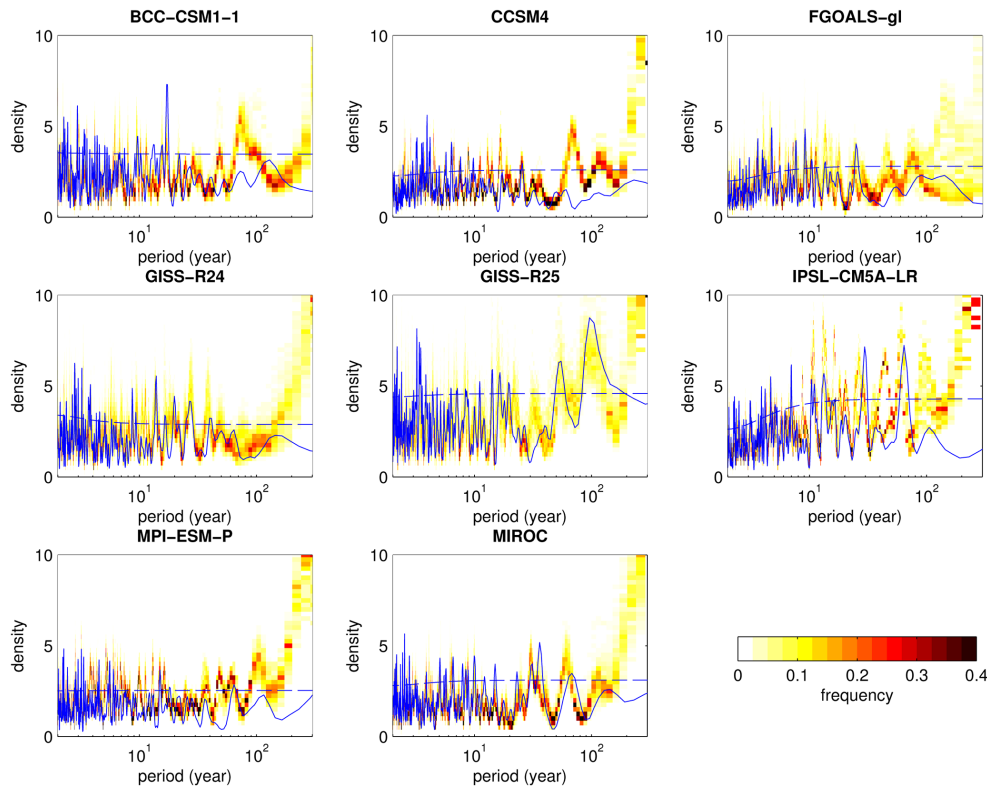 BCC−CSM1−1
CCSM4
FGOALS−gl
10
5
0
density
10^1
10^2
period (year)
10
5
0
density
10^1
10^2
period (year)
10
5
0
density
10^1
10^2
period (year)
GISS−R24
GISS−R25
IPSL−CM5A−LR
10
5
0
density
10^1
10^2
period (year)
10
5
0
density
10^1
10^2
period (year)
10
5
0
density
10^1
10^2
period (year)
MPI−ESM−P
MIROC
10
5
0
density
10^1
10^2
period (year)
10
5
0
density
10^1
10^2
period (year)
0 0.1 0.2 0.3 0.4
frequency